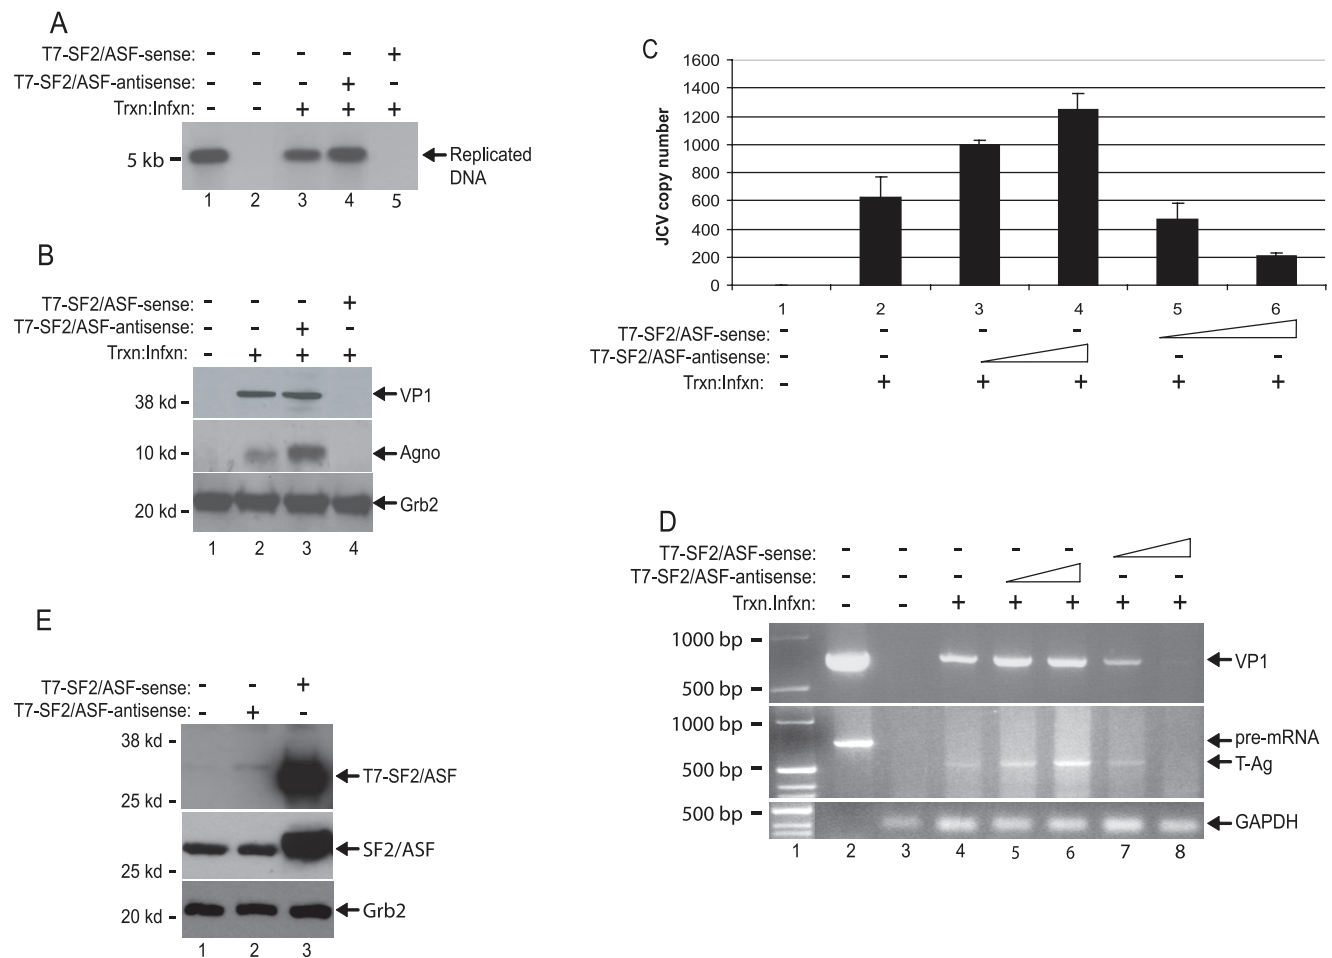 A
T7-SF2/ASF-sense: - - - - +
T7-SF2/ASF-antisense: - - - + -
Trxn:Infxn: - - + + +
5 kb
Replicated
DNA
1 2 3 4 5
B
T7-SF2/ASF-sense: - - - +
T7-SF2/ASF-antisense: - - + -
Trxn:Infxn: - + + +
38 kd
VP1
10 kd
Agno
20 kd
Grb2
1 2 3 4
E
T7-SF2/ASF-sense: - - +
T7-SF2/ASF-antisense: - + -
38 kd
T7-SF2/ASF
25 kd
SF2/ASF
25 kd
20 kd
Grb2
1 2 3
C
JCV copy number
1600
1400
1200
1000
800
600
400
200
0
1 2 3 4 5 6
T7-SF2/ASF-sense: - - - -
T7-SF2/ASF-antisense: - - - -
Trxn:Infxn: - + + + + +
D
T7-SF2/ASF-sense: - - - - -
T7-SF2/ASF-antisense: - - - - -
Trxn.Infxn: - - + + + + +
1000 bp
VP1
500 bp
1000 bp
pre-mRNA
T-Ag
500 bp
500 bp
GAPDH
1 2 3 4 5 6 7 8